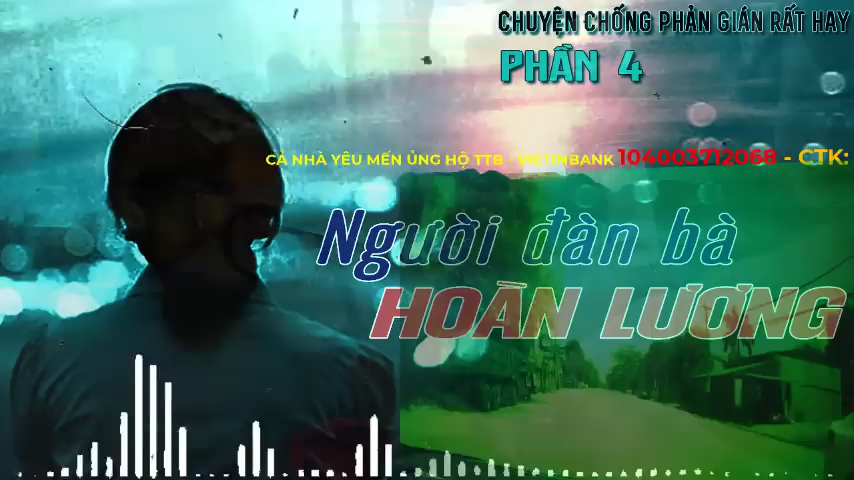 CHUYỆN CHỐNG PHẢN GIÁN RẤT HAY
PHẦN 4
CẢ NHÀ YÊU MẾN ỦNG HỘ TTB - VIETINBANK 104003712068 - CTK:
Người đàn bà
HOÀN LƯƠNG